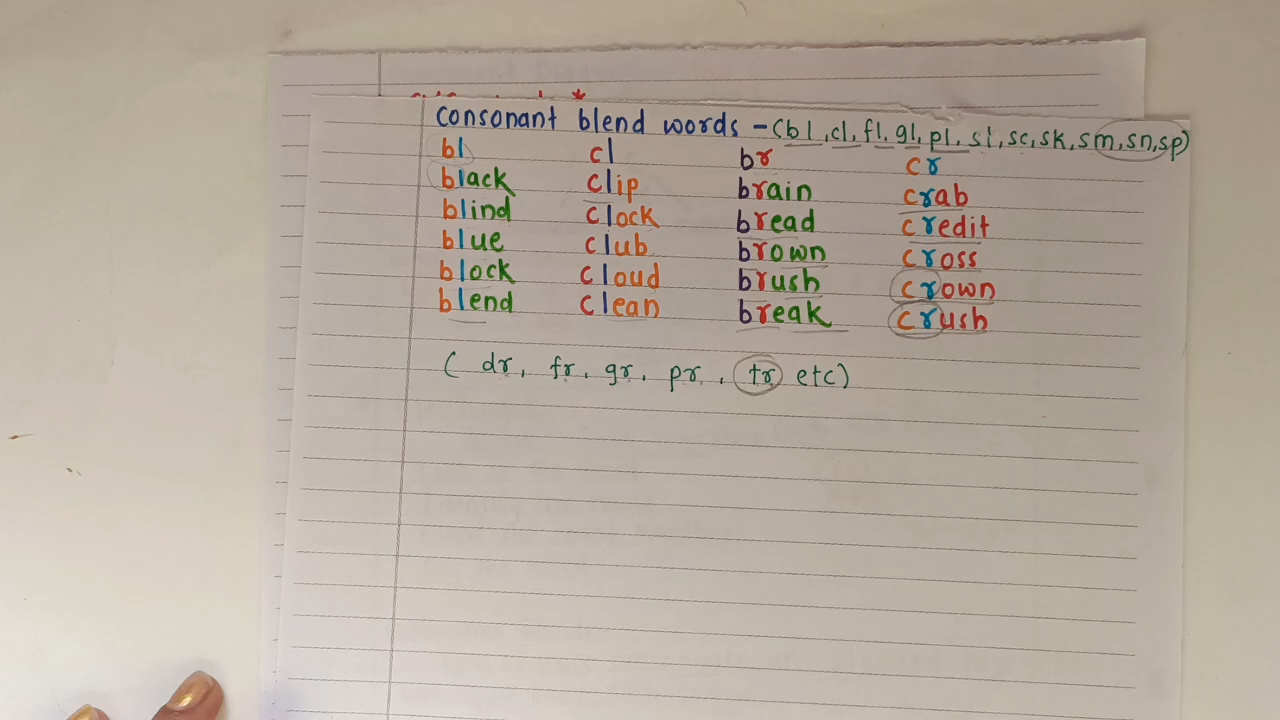 consonant blend words - (bl, cl, fl, gl, pl, sl, sc, sk, sm, sn, sp)
bl cl br cr
black clip brain crab
blind clock bread credit
blue club brown cross
block cloud brush crown
blend clean break crush
( dr, fr, gr, pr, tr etc)